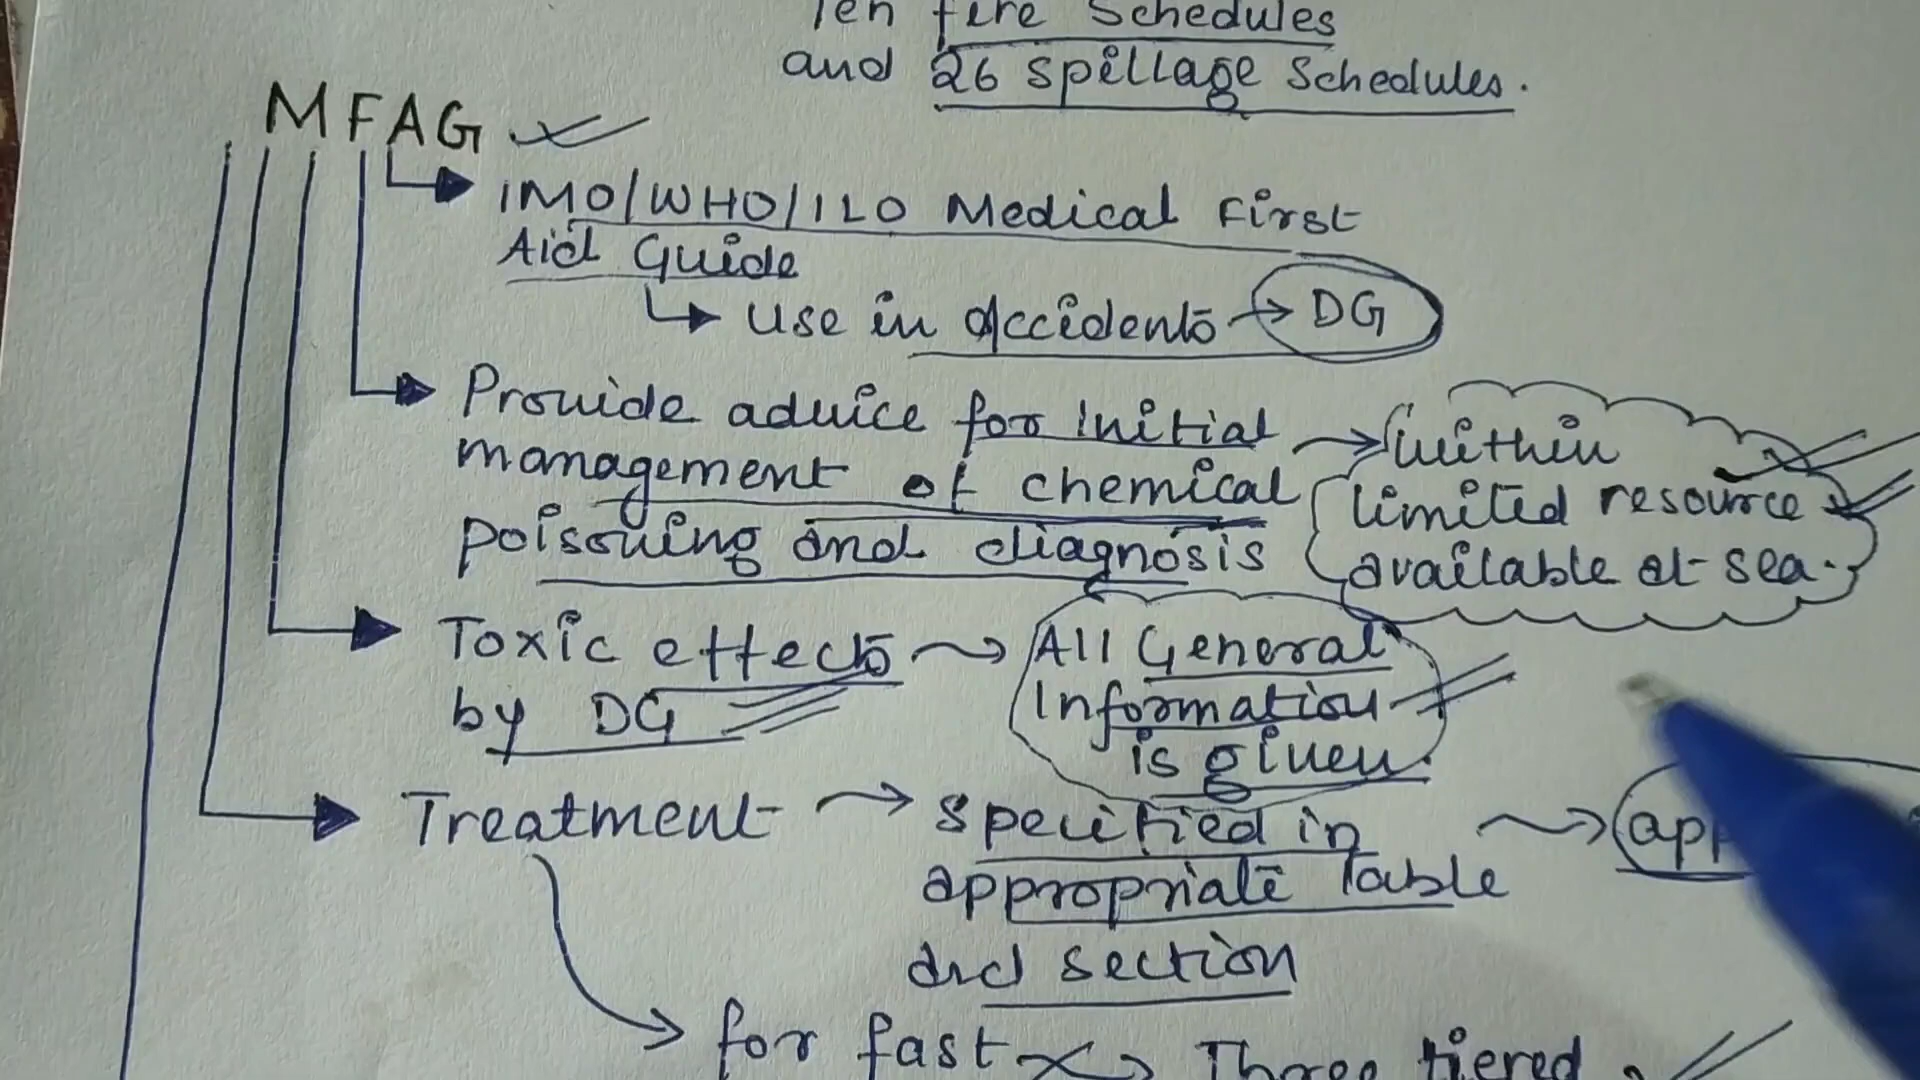 Ten fire Schedules
and 26 Spillage Schedules.
MFAG
IMO/WHO/ILO Medical First
Aid Guide
Use in accidents → DG
Provide advice for initial
management of chemical
poisoning and diagnosis
within
limited resource
available at sea.
Toxic effects
by DG
All General
Information
is given.
Treatment → Specified in
appropriate Table
and section
for fast → Three tiered